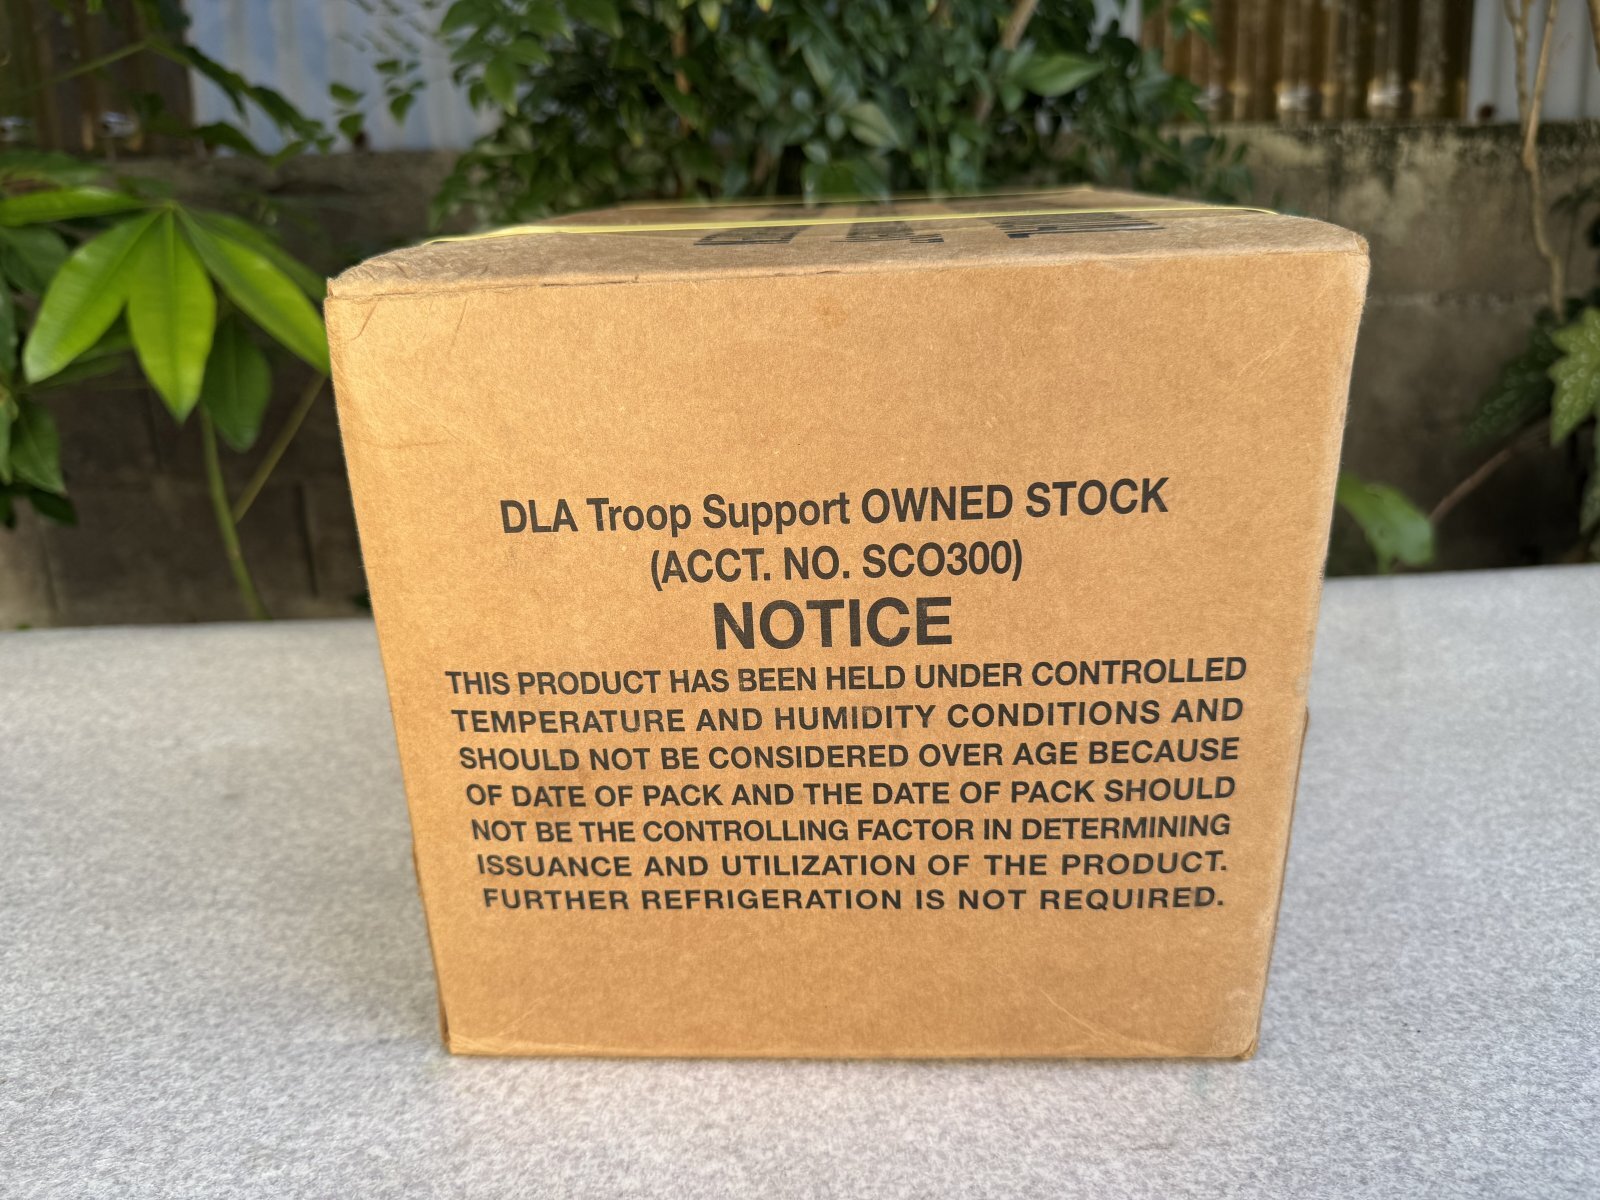 DLA Troop Support OWNED STOCK
(ACCT. NO. SCO300)
NOTICE
THIS PRODUCT HAS BEEN HELD UNDER CONTROLLED
TEMPERATURE AND HUMIDITY CONDITIONS AND
SHOULD NOT BE CONSIDERED OVER AGE BECAUSE
OF DATE OF PACK AND THE DATE OF PACK SHOULD
NOT BE THE CONTROLLING FACTOR IN DETERMINING
ISSUANCE AND UTILIZATION OF THE PRODUCT.
FURTHER REFRIGERATION IS NOT REQUIRED.